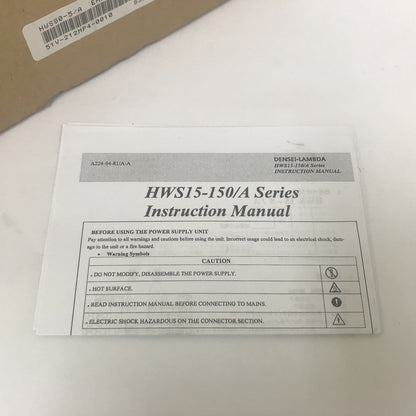 HWS80-5/A
51V-212MP4-0010
A224-04-81/A-A
DENSEI-LAMBDA
HWS15-150/A
INSTRUCTION MANUAL
HWS15-150/A Series
Instruction Manual
BEFORE USING THE POWER SUPPLY UNIT
Pay attention to all warnings and cautions before using the unit. Incorrect usage could lead to an electrical shock, dam-
age to the unit or a fire hazard.
• Warning Symbols
CAUTION
• DO NOT MODIFY, DISASSEMBLE THE POWER SUPPLY.
• HOT SURFACE.
• READ INSTRUCTION MANUAL BEFORE CONNECTING TO MAINS.
• ELECTRIC SHOCK HAZARDOUS ON THE CONNECTOR SECTION.